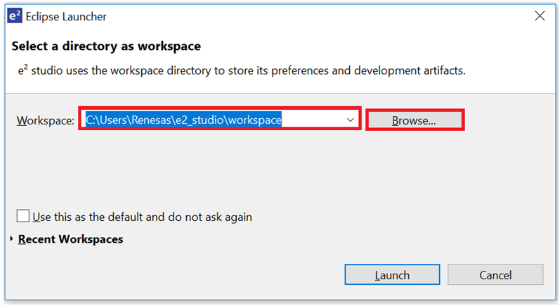 e² Eclipse Launcher
Select a directory as workspace
e² studio uses the workspace directory to store its preferences and development artifacts.
Workspace: C:\Users\Renesas\e2_studio\workspace Browse...
Use this as the default and do not ask again
Recent Workspaces
Launch Cancel